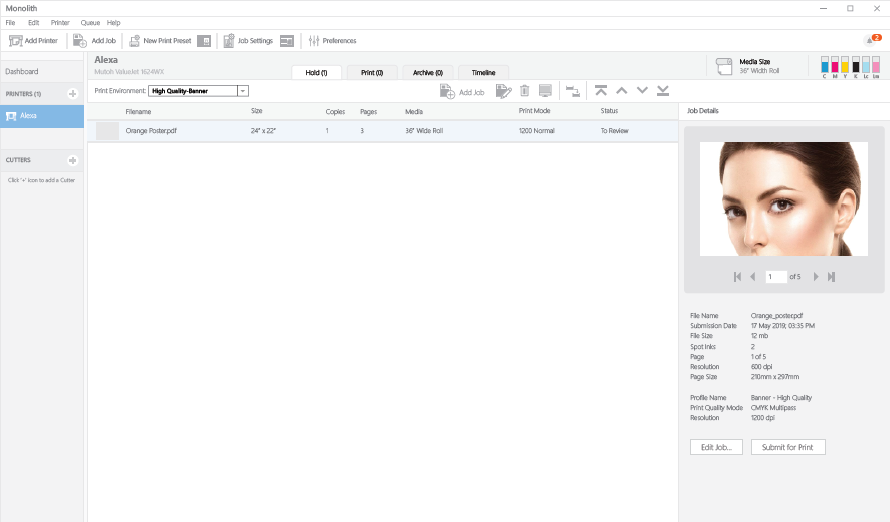 Monolith
File Edit Printer Queue Help
Add Printer Add Job New Print Preset Job Settings Preferences 2
Dashboard
PRINTERS (1)
Alexa
CUTTERS
Click '+' icon to add a Cutter
Alexa
Mutoh ValueJet 1624WX
Hold (1) Print (0) Archive (0) Timeline
Media Size
36" Width Roll
C M Y K Lc Lm
Print Environment: High Quality-Banner
Add Job
Filename Size Copies Pages Media Print Mode Status
Orange Poster.pdf 24" x 22" 1 3 36" Wide Roll 1200 Normal To Review
Job Details
1 of 5
File Name Orange_poster.pdf
Submission Date 17 May 2019; 03:35 PM
File Size 12 mb
Spot Inks 2
Page 1 of 5
Resolution 600 dpi
Page Size 210mm x 297mm
Profile Name Banner - High Quality
Print Quality Mode CMYK Multipass
Resolution 1200 dpi
Edit Job... Submit for Print